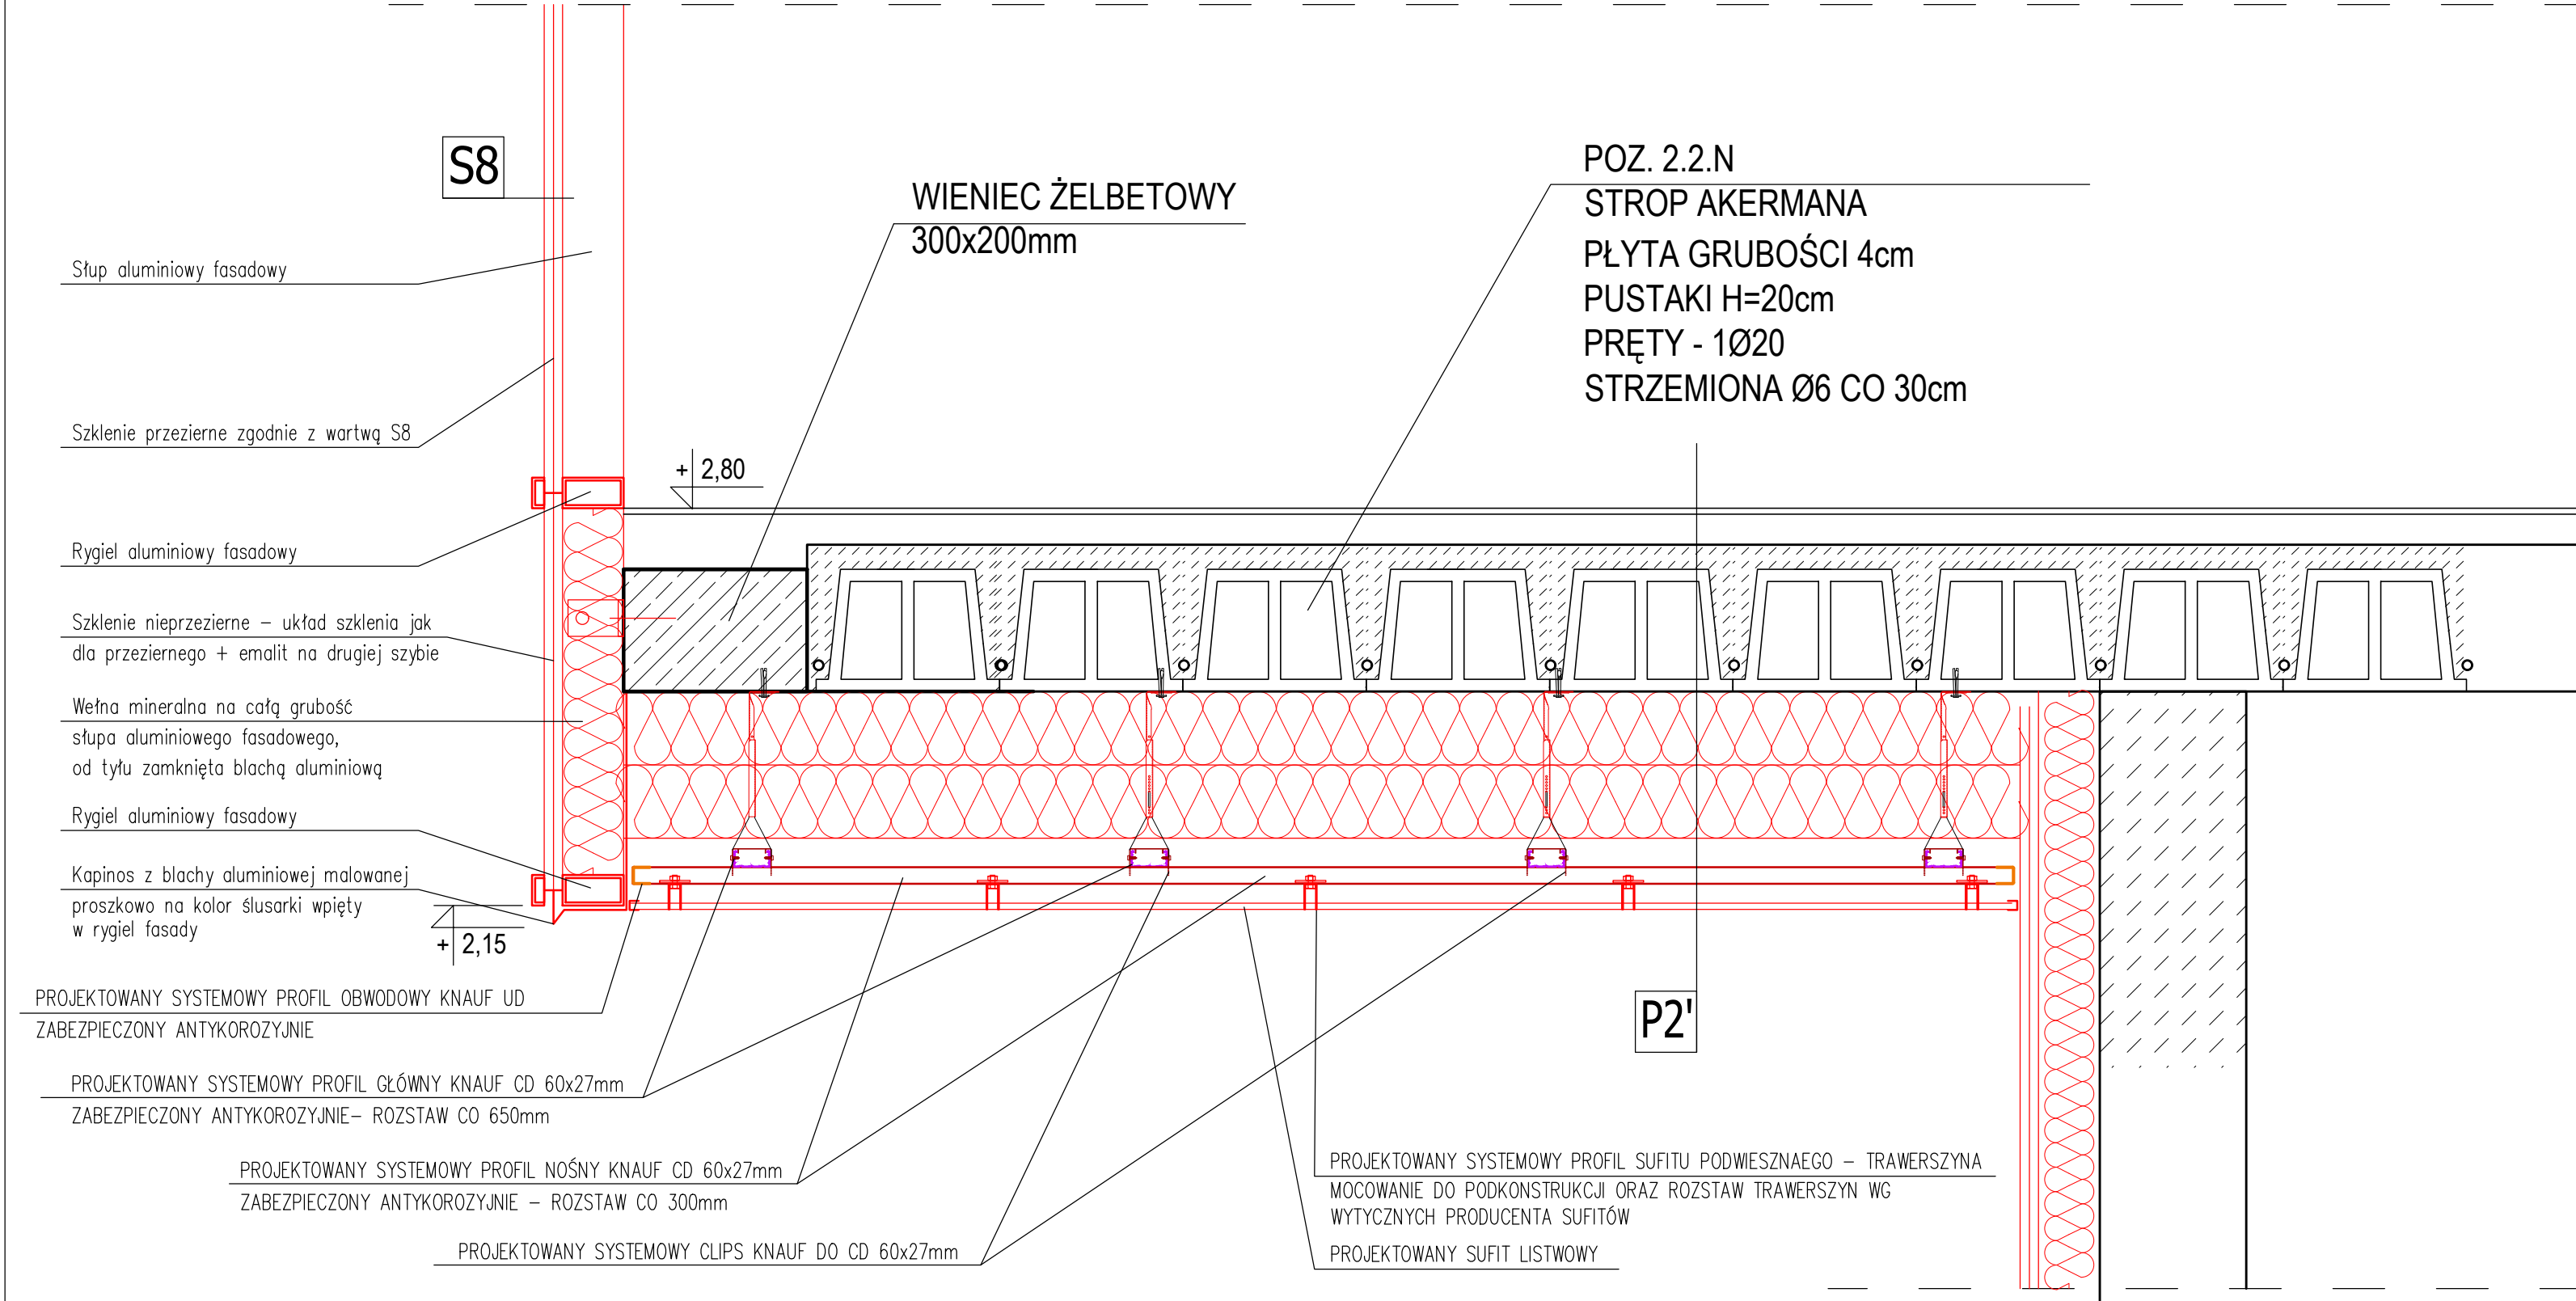 S8
WIENIEC ŻELBETOWY
300x200mm
POZ. 2.2.N
STROP AKERMANA
PŁYTA GRUBOŚCI 4cm
PUSTAKI H=20cm
PRĘTY - 1Ø20
STRZEMIONA Ø6 CO 30cm
Słup aluminiowy fasadowy
Szklenie przezierne zgodnie z wartwą S8
+ 2,80
Rygiel aluminiowy fasadowy
Szklenie nieprzezierne – układ szklenia jak
dla przeziernego + emalit na drugiej szybie
Wełna mineralna na całą grubość
słupa aluminiowego fasadowego,
od tyłu zamknięta blachą aluminiową
Rygiel aluminiowy fasadowy
Kapinos z blachy aluminiowej malowanej
proszkowo na kolor ślusarki wpięty
w rygiel fasady
+ 2,15
PROJEKTOWANY SYSTEMOWY PROFIL OBWODOWY KNAUF UD
ZABEZPIECZONY ANTYKOROZYJNIE
P2'
PROJEKTOWANY SYSTEMOWY PROFIL GŁÓWNY KNAUF CD 60x27mm
ZABEZPIECZONY ANTYKOROZYJNIE– ROZSTAW CO 650mm
PROJEKTOWANY SYSTEMOWY PROFIL NOŚNY KNAUF CD 60x27mm
ZABEZPIECZONY ANTYKOROZYJNIE – ROZSTAW CO 300mm
PROJEKTOWANY SYSTEMOWY CLIPS KNAUF DO CD 60x27mm
PROJEKTOWANY SYSTEMOWY PROFIL SUFITU PODWIESZNAEGO – TRAWERSZYNA
MOCOWANIE DO PODKONSTRUKCJI ORAZ ROZSTAW TRAWERSZYN WG
WYTYCZNYCH PRODUCENTA SUFITÓW
PROJEKTOWANY SUFIT LISTWOWY